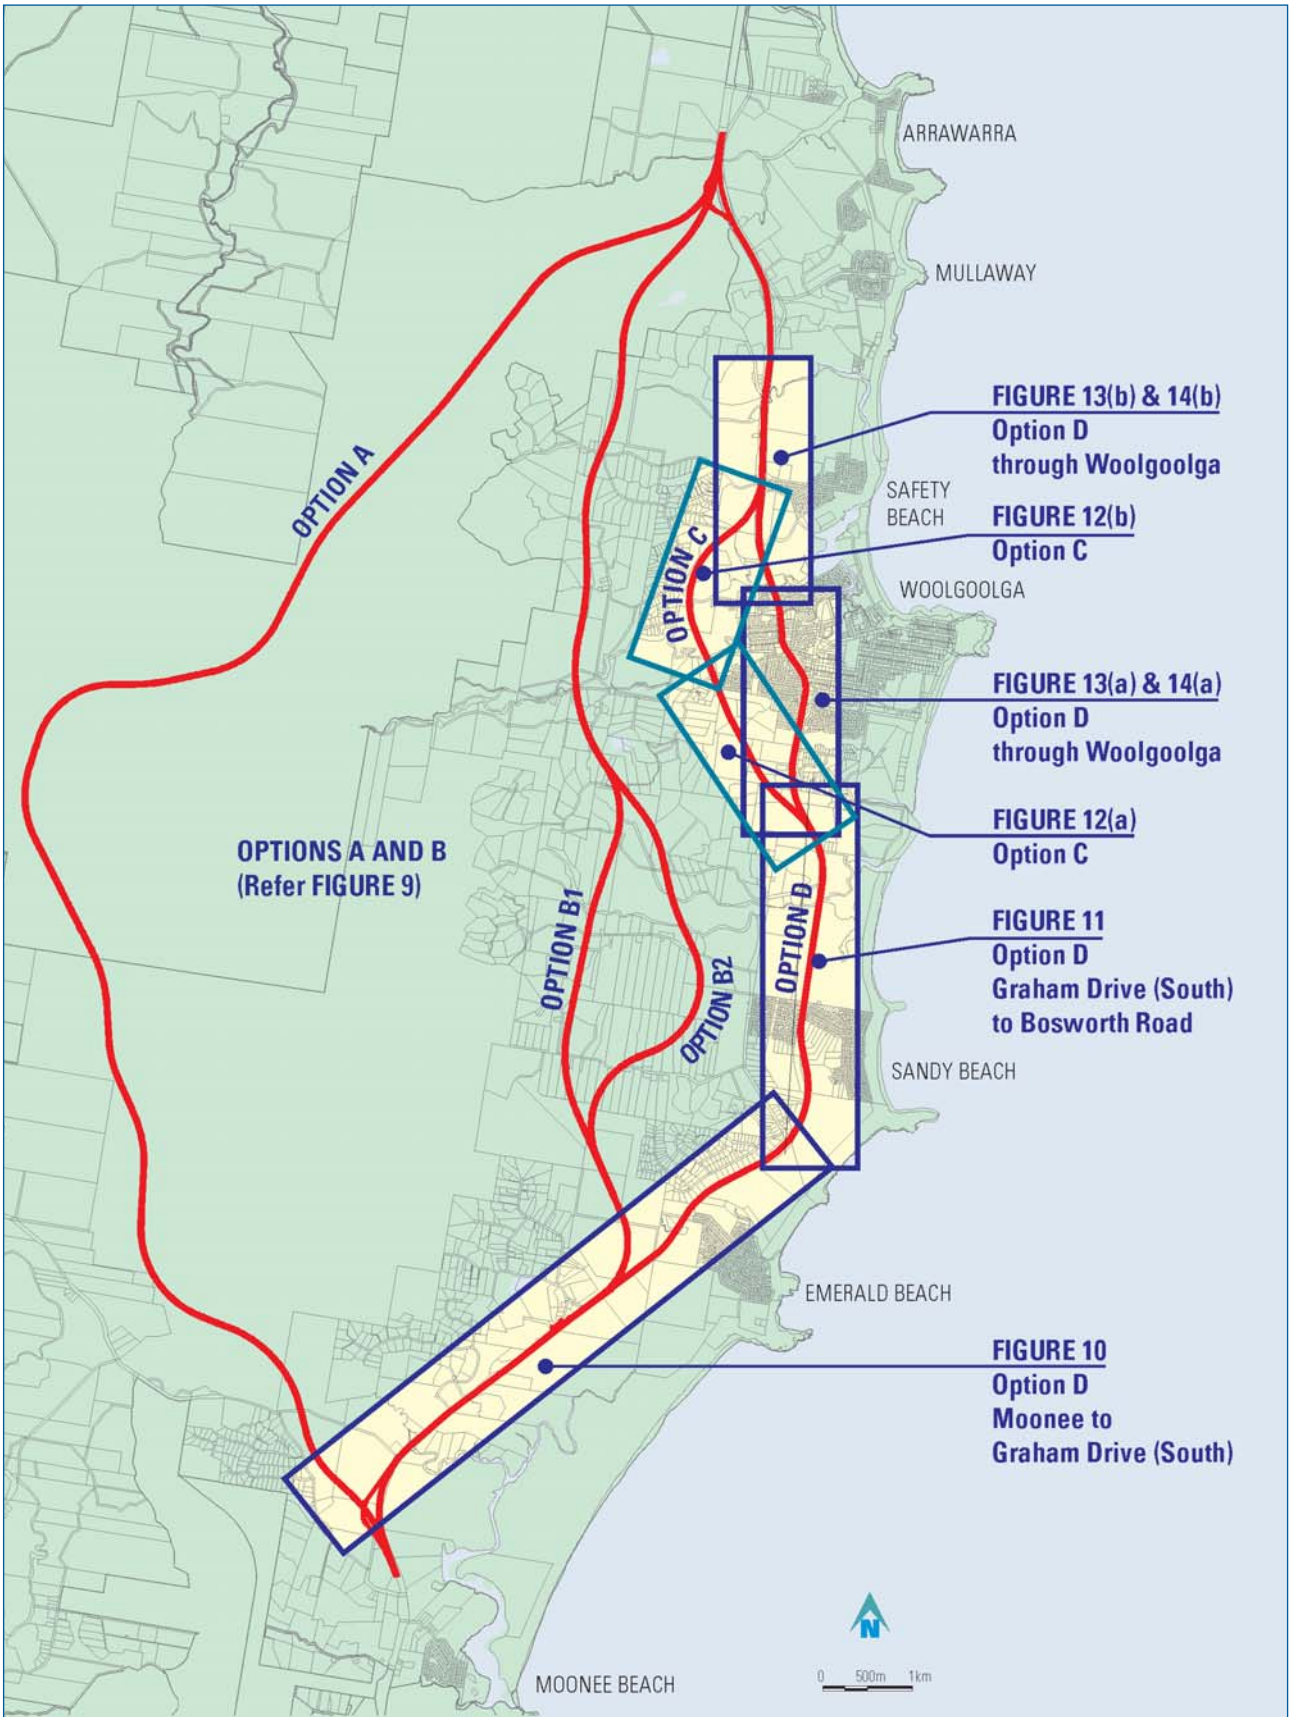 ARRAWARRA
MULLAWAY
FIGURE 13(b) & 14(b)
Option D
through Woolgoolga
OPTION A
SAFETY
BEACH
FIGURE 12(b)
Option C
OPTION C
WOOLGOOLGA
FIGURE 13(a) & 14(a)
Option D
through Woolgoolga
FIGURE 12(a)
Option C
OPTIONS A AND B
(Refer FIGURE 9)
OPTION B1
OPTION B2
OPTION D
FIGURE 11
Option D
Graham Drive (South)
to Bosworth Road
SANDY BEACH
EMERALD BEACH
FIGURE 10
Option D
Moonee to
Graham Drive (South)
N
0 500m 1km
MOONEE BEACH